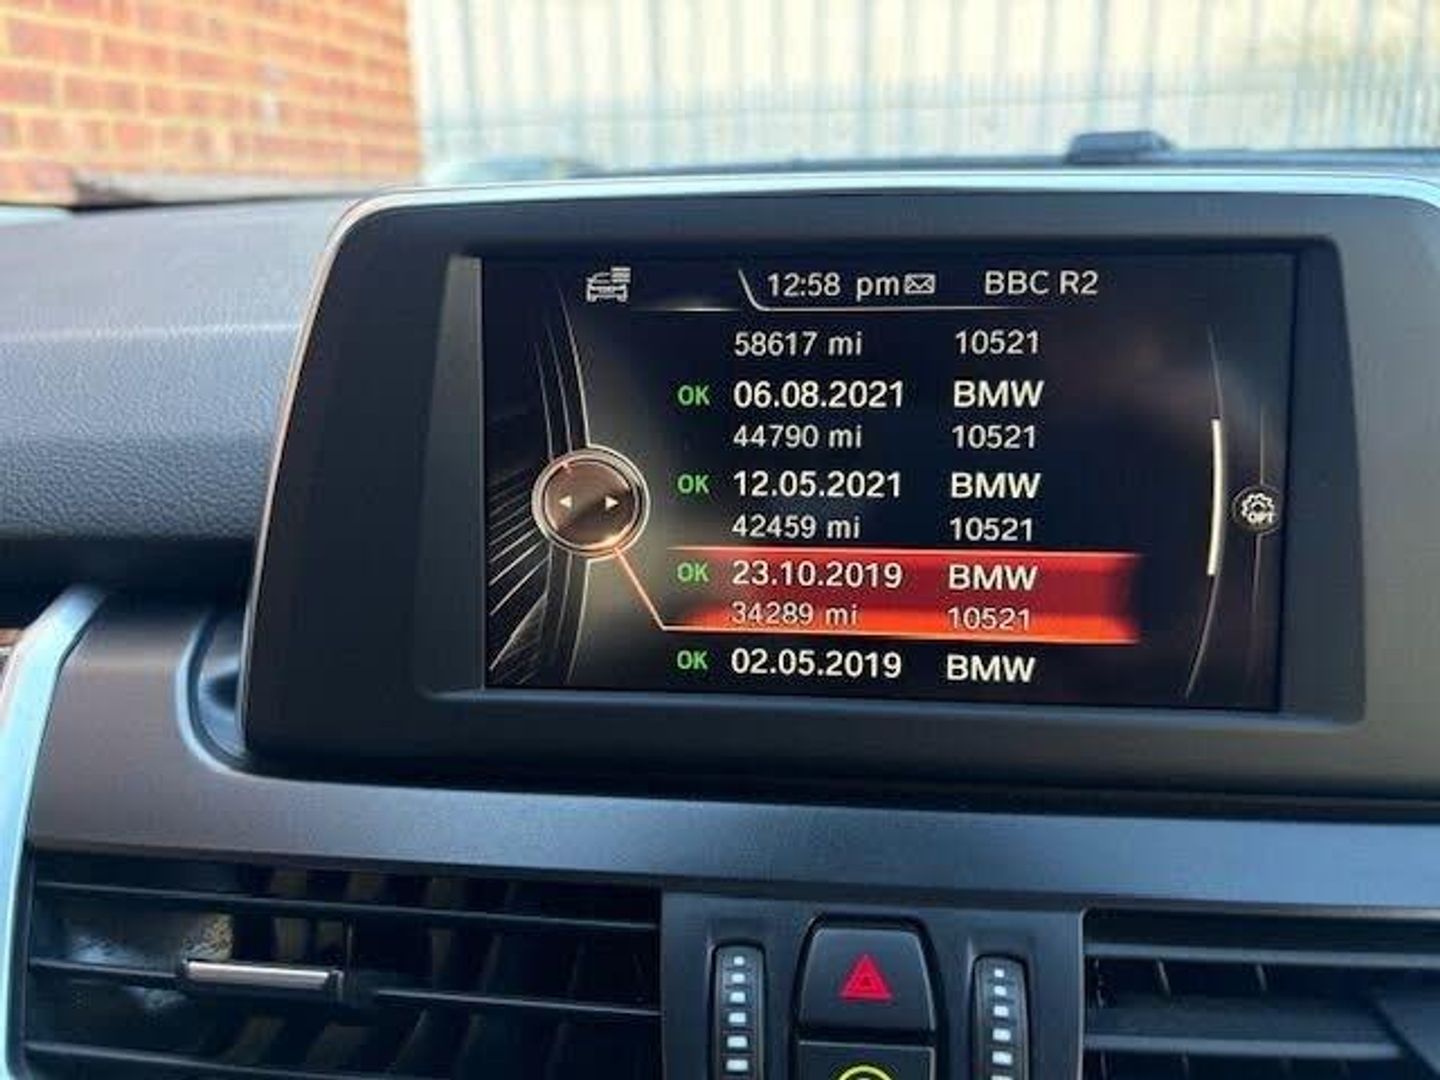 12:58 pm BBC R2
58617 mi 10521
OK 06.08.2021 BMW
44790 mi 10521
OK 12.05.2021 BMW
42459 mi 10521
OK 23.10.2019 BMW
34289 mi 10521
OK 02.05.2019 BMW
OPT